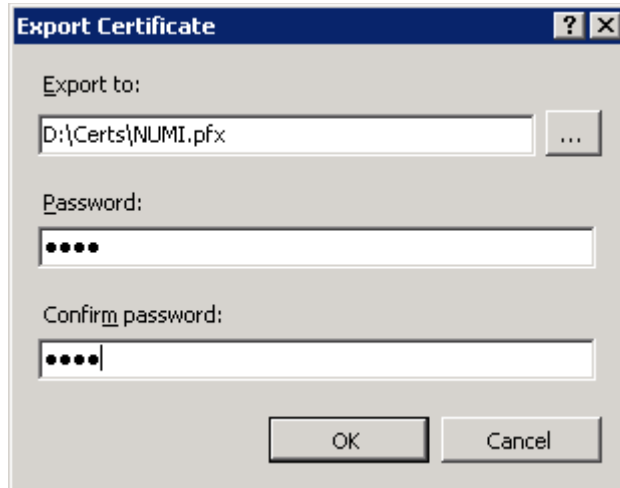 Export Certificate
Export to:
D:\Certs\NUMI.pfx
...
Password:
••••
Confirm password:
••••
OK Cancel